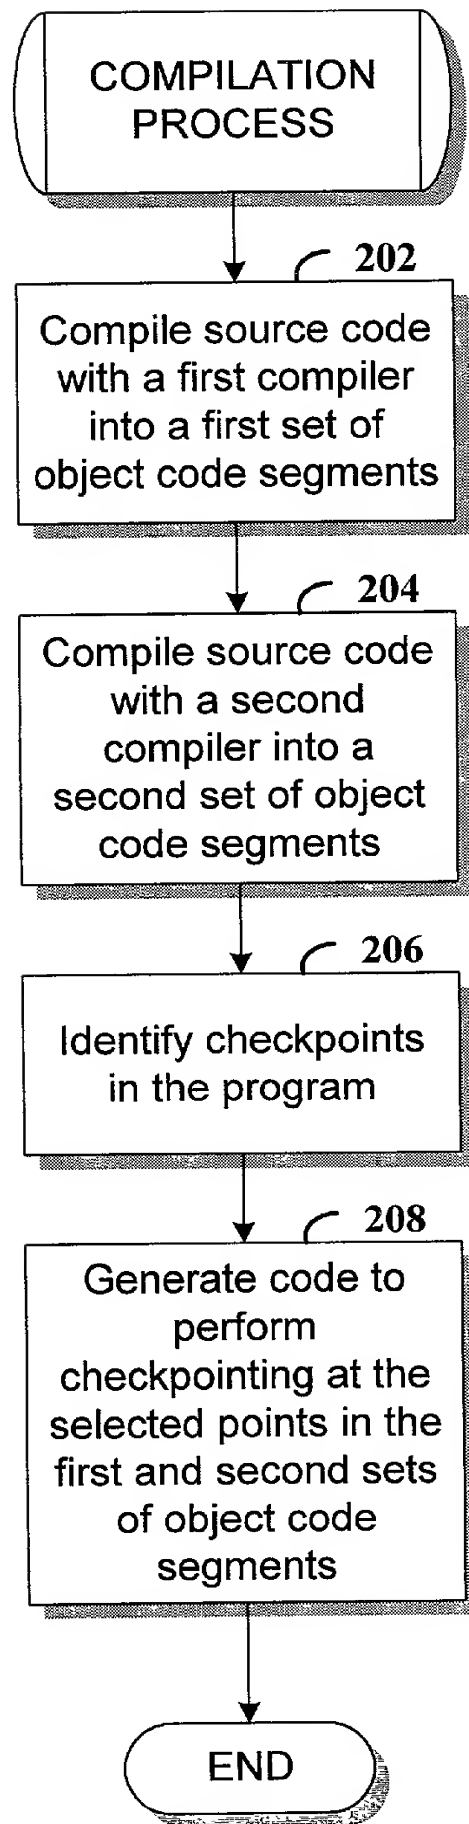 COMPILATION
PROCESS
202
Compile source code
with a first compiler
into a first set of
object code segments
204
Compile source code
with a second
compiler into a
second set of object
code segments
206
Identify checkpoints
in the program
208
Generate code to
perform
checkpointing at the
selected points in the
first and second sets
of object code
segments
END